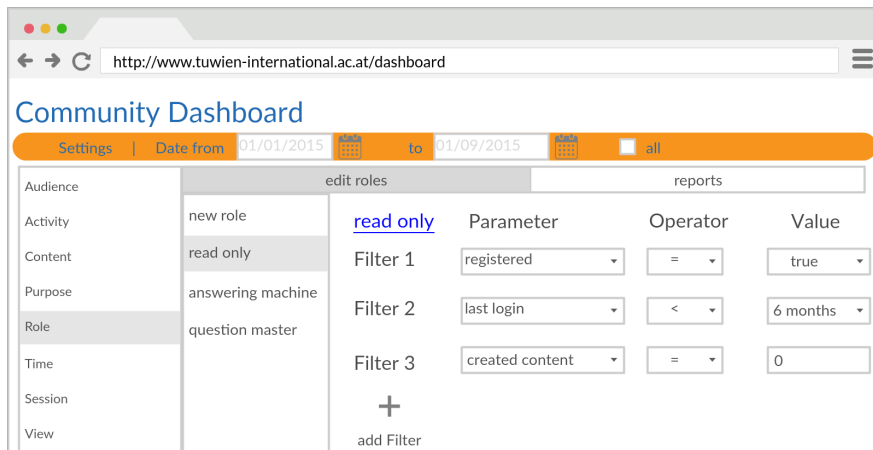 http://www.tuwien-international.ac.at/dashboard
Community Dashboard
Settings | Date from 01/01/2015 to 01/09/2015 all
edit roles reports
Audience
Activity
Content
Purpose
Role
Time
Session
View
new role
read only
answering machine
question master
read only Parameter Operator Value
Filter 1 registered = true
Filter 2 last login < 6 months
Filter 3 created content = 0
+
add Filter